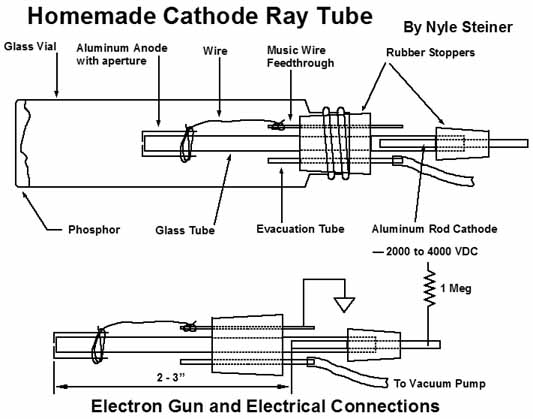 Homemade Cathode Ray Tube
By Nyle Steiner
Glass Vial
Aluminum Anode
with aperture
Wire
Music Wire
Feedthrough
Rubber Stoppers
Phosphor
Glass Tube
Evacuation Tube
Aluminum Rod Cathode
— 2000 to 4000 VDC
1 Meg
2 - 3"
To Vacuum Pump
Electron Gun and Electrical Connections